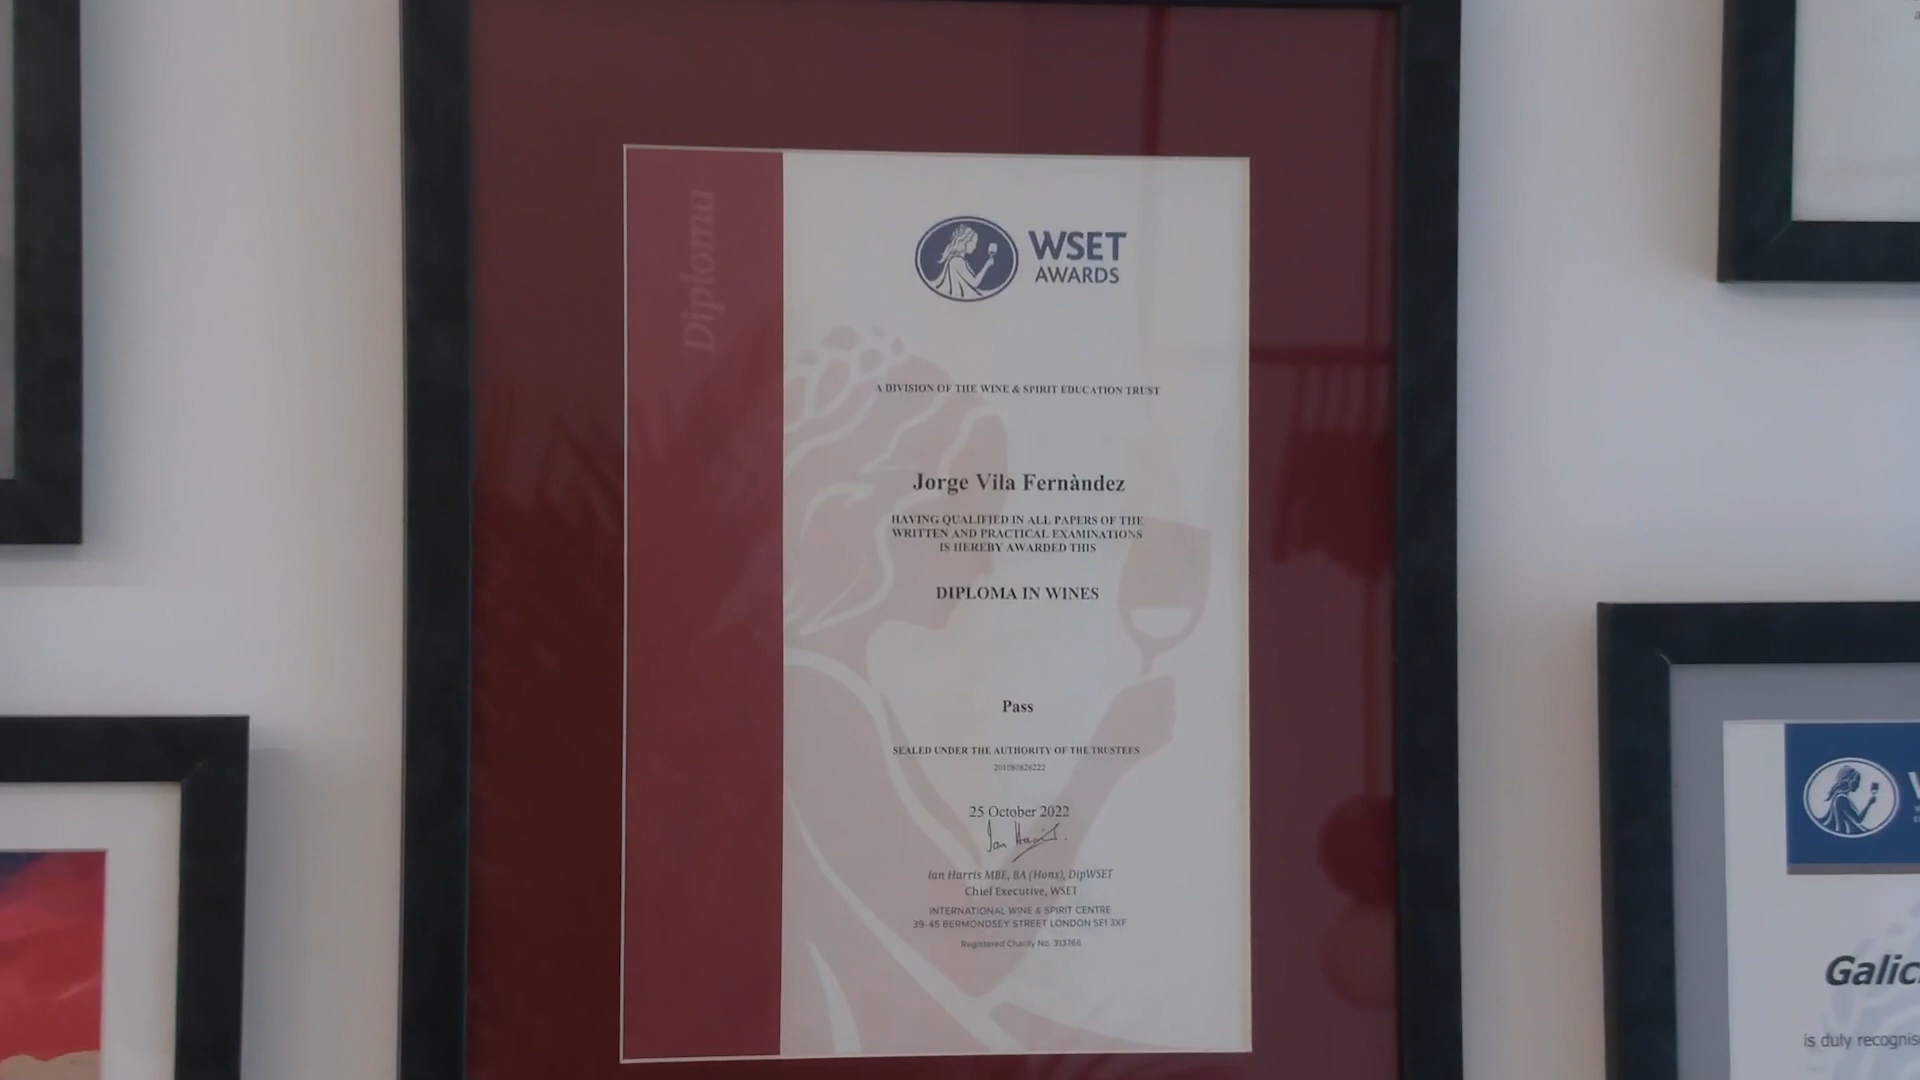 Diploma
WSET
AWARDS
A DIVISION OF THE WINE & SPIRIT EDUCATION TRUST
Jorge Vila Fernàndez
HAVING QUALIFIED IN ALL PAPERS OF THE
WRITTEN AND PRACTICAL EXAMINATIONS
IS HEREBY AWARDED THIS
DIPLOMA IN WINES
Pass
SEALED UNDER THE AUTHORITY OF THE TRUSTEES
25 October 2022
Ian Harris MBE, BA (Hons), DipWSET
Chief Executive, WSET
INTERNATIONAL WINE & SPIRIT CENTRE
39-45 BERMONDSEY STREET LONDON SE1 3XF
Registered Charity No. 313766
is duly